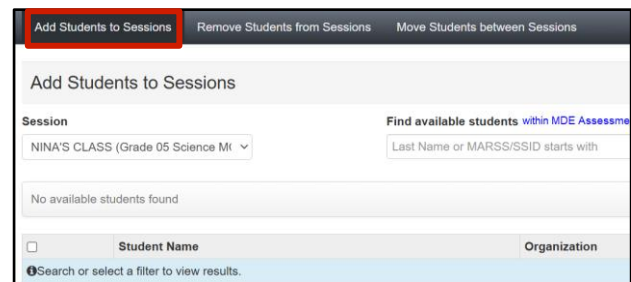 Add Students to Sessions Remove Students from Sessions Move Students between Sessions
Add Students to Sessions
Session Find available students within MDE
NINA'S CLASS (Grade 05 Science
Last Name or MARSS/SSID starts with
No available students found
Student Name Organization
Search or select a filter to view results.